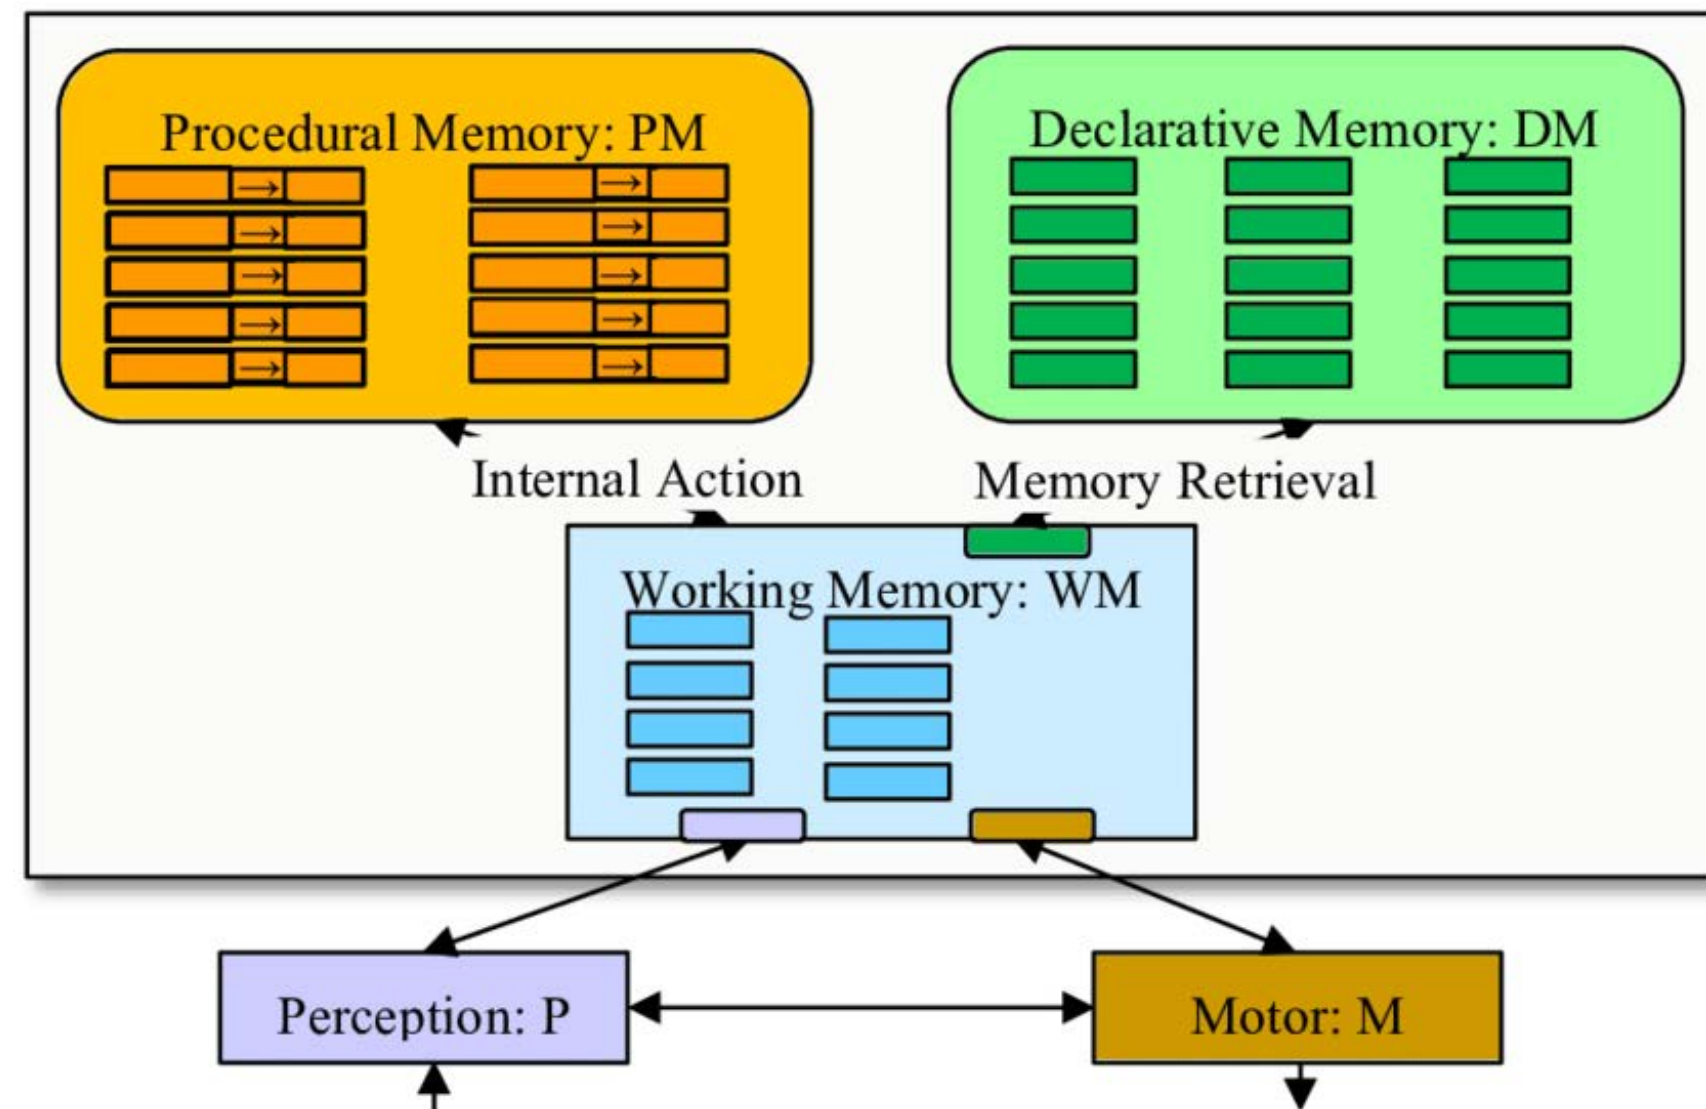 Procedural Memory: PM
Declarative Memory: DM
Internal Action
Memory Retrieval
Working Memory: WM
Perception: P
Motor: M